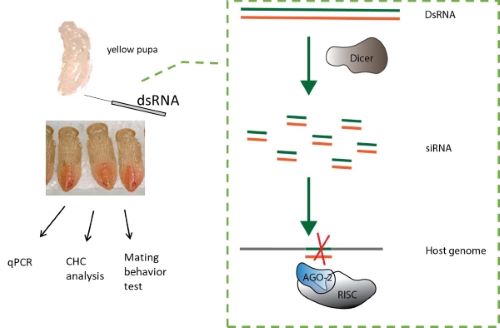 yellow pupa
dsRNA
qPCR
CHC
analysis
Mating
behavior
test
DsRNA
Dicer
siRNA
Host genome
AGO-2
RISC